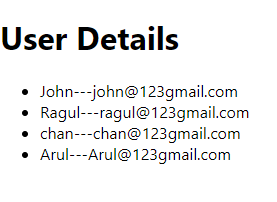 User Details
John---john@123gmail.com
Ragul---ragul@123gmail.com
chan---chan@123gmail.com
Arul---Arul@123gmail.com